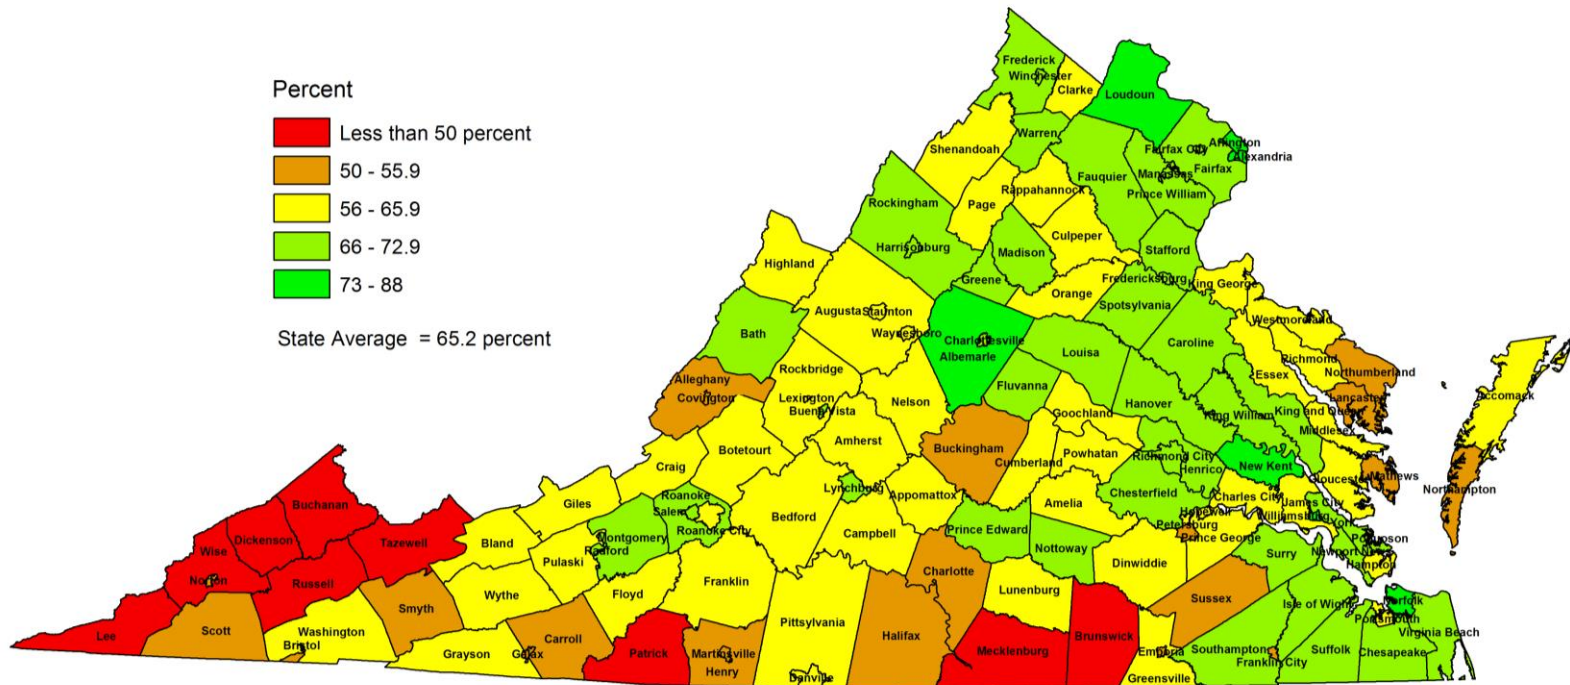 Percent
Less than 50 percent
50 - 55.9
56 - 65.9
66 - 72.9
73 - 88
State Average = 65.2 percent
Frederick
Winchester
Clarke
Loudoun
Warren
Shenandoah
Fairfax City
Arlington
Alexandria
Fauquier
Manassas
Fairfax
Rappahannock
Prince William
Page
Rockingham
Culpeper
Harrisonburg
Madison
Stafford
Highland
Greene
Fredericksburg
King George
Orange
Spotsylvania
Augusta
Staunton
Westmoreland
Bath
Waynesboro
Charlottesville
Caroline
Albemarle
Louisa
Richmond
Rockbridge
Essex
Northumberland
Alleghany
Fluvanna
Covington
Lexington
Nelson
Hanover
Lancaster
Accomack
Buena Vista
Goochland
King William
King and Queen
Amherst
Middlesex
Botetourt
Buckingham
Powhatan
Richmond City
Craig
Cumberland
Henrico
New Kent
Mathews
Gloucester
Roanoke
Lynchburg
Appomattox
Chesterfield
Charles City
Northampton
Giles
Amelia
James City
Salem
Hopewell
Williamsburg
York
Buchanan
Bedford
Petersburg
Roanoke City
Prince Edward
Prince George
Poquoson
Dickenson
Bland
Montgomery
Campbell
Wise
Tazewell
Radford
Nottoway
Surry
Newport News
Pulaski
Dinwiddie
Hampton
Norton
Russell
Franklin
Charlotte
Smyth
Wythe
Floyd
Lunenburg
Sussex
Isle of Wight
Norfolk
Portsmouth
Lee
Scott
Washington
Pittsylvania
Virginia Beach
Bristol
Carroll
Halifax
Brunswick
Grayson
Galax
Patrick
Martinsville
Mecklenburg
Emporia
Southampton
Suffolk
Chesapeake
Henry
Franklin City
Danville
Greensville